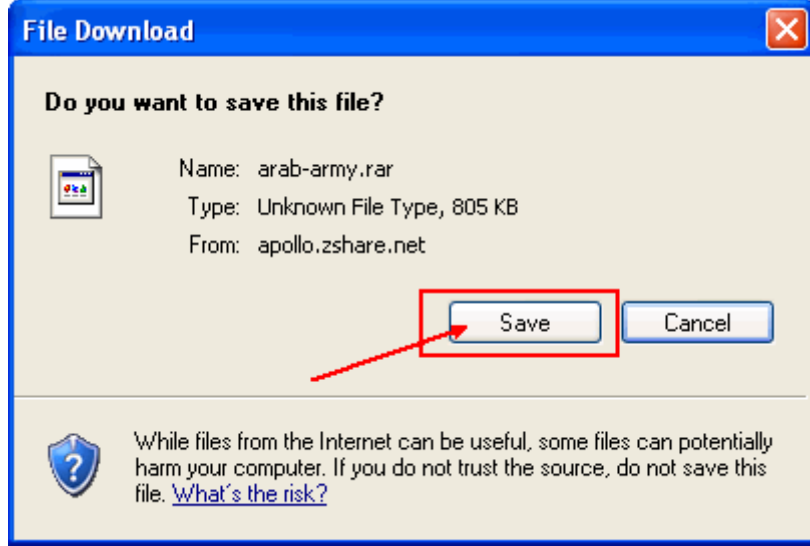 File Download
Do you want to save this file?
Name: arab-army.rar
Type: Unknown File Type, 805 KB
From: apollo.zshare.net
Save Cancel
While files from the Internet can be useful, some files can potentially
harm your computer. If you do not trust the source, do not save this
file. What's the risk?